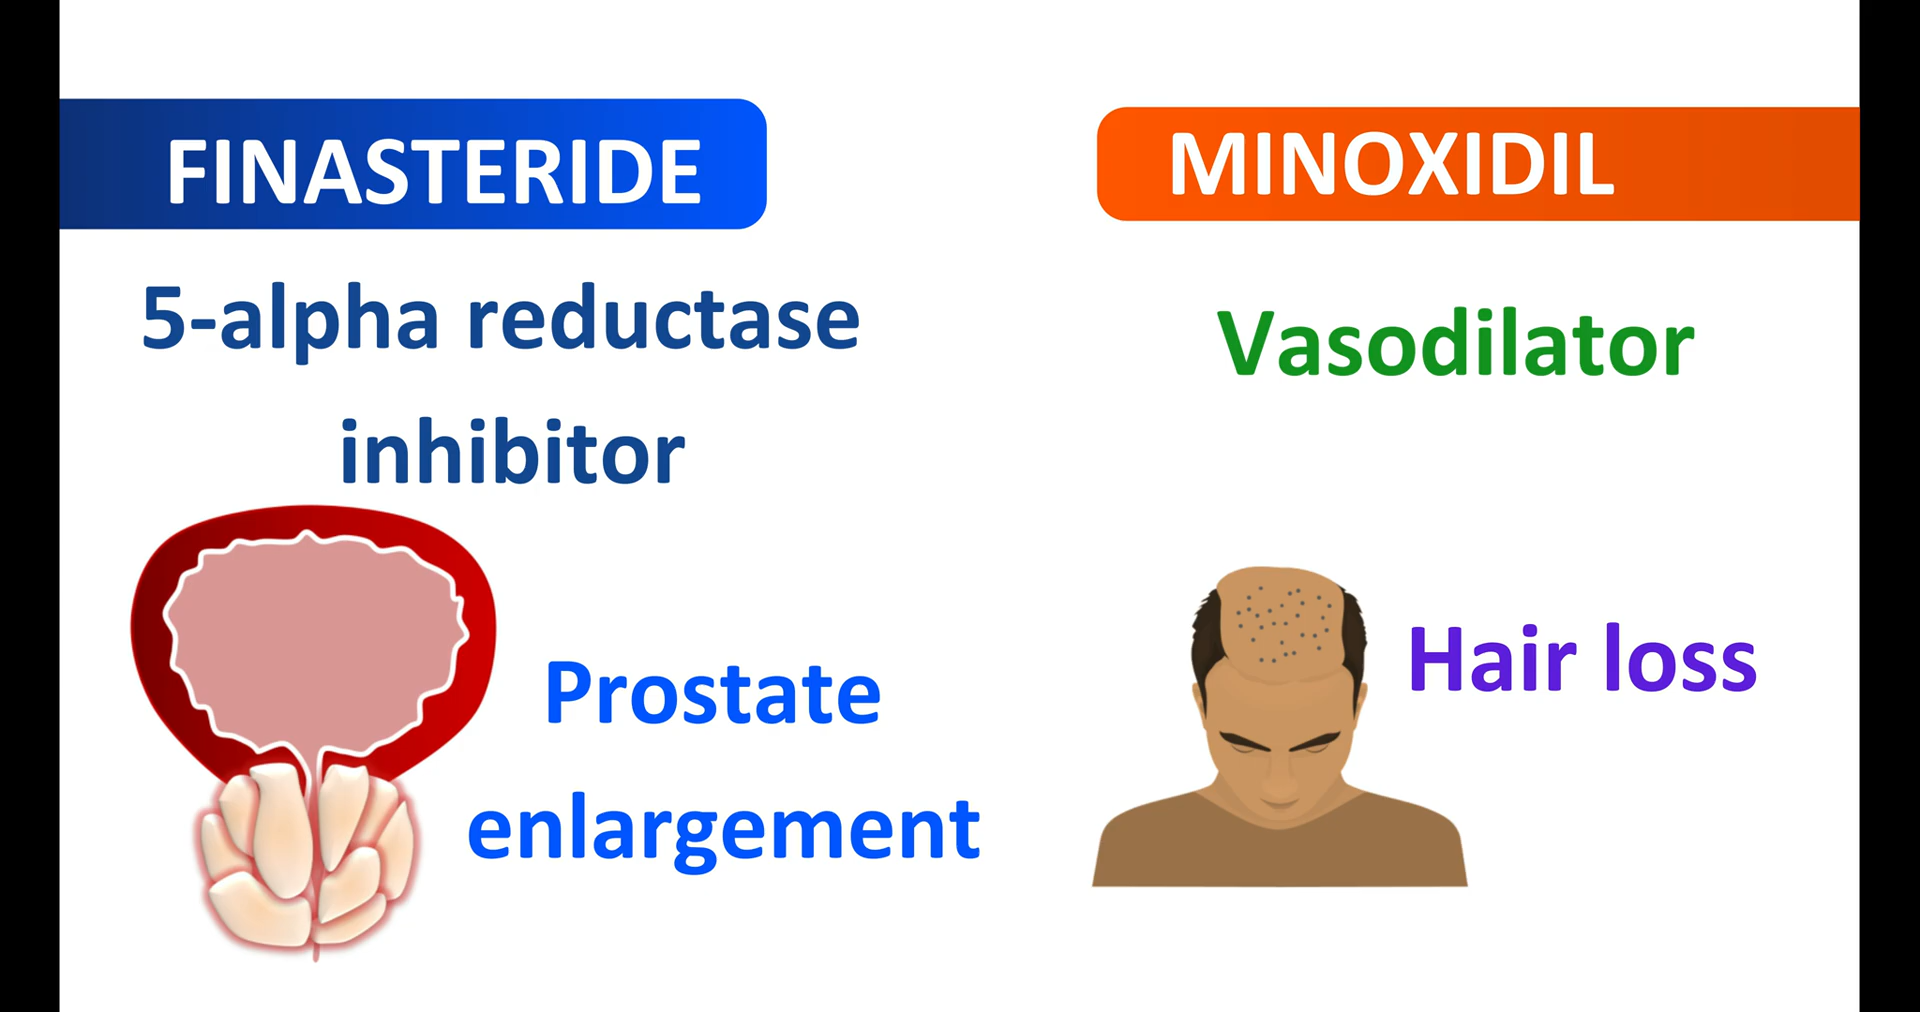 FINASTERIDE
5-alpha reductase
inhibitor
Prostate
enlargement
MINOXIDIL
Vasodilator
Hair loss